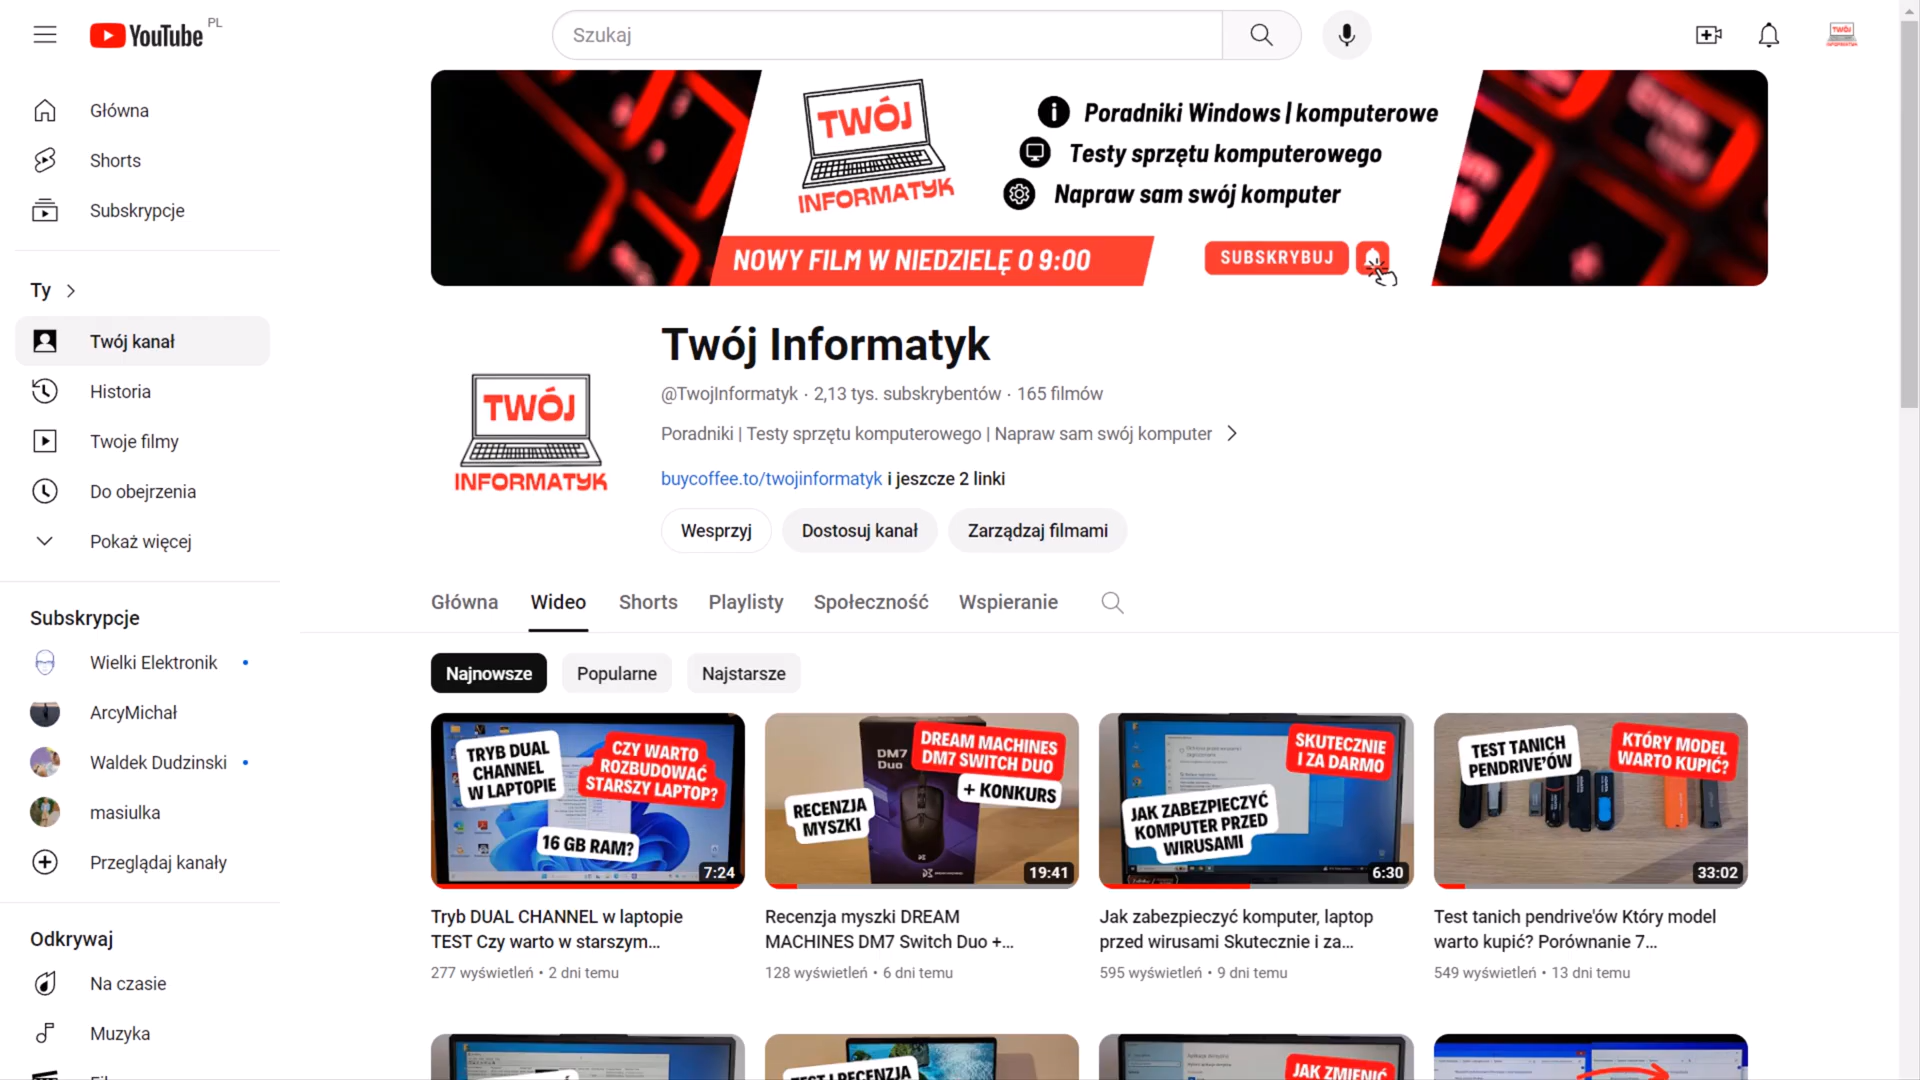 YouTube PL
Szukaj
TWÓJ INFORMATYK
Główna
Shorts
Subskrypcje
Ty
Twój kanał
Historia
Twoje filmy
Do obejrzenia
Pokaż więcej
Subskrypcje
Wielki Elektronik
ArcyMichał
Waldek Dudzinski
masiulka
Przeglądaj kanały
Odkrywaj
Na czasie
Muzyka
TWÓJ
INFORMATYK
Poradniki Windows | komputerowe
Testy sprzętu komputerowego
Napraw sam swój komputer
NOWY FILM W NIEDZIELĘ O 9:00
SUBSKRYBUJ
TWÓJ
INFORMATYK
Twój Informatyk
@TwojInformatyk · 2,13 tys. subskrybentów · 165 filmów
Poradniki | Testy sprzętu komputerowego | Napraw sam swój komputer
buycoffee.to/twojinformatyk i jeszcze 2 linki
Wesprzyj Dostosuj kanał Zarządzaj filmami
Główna Wideo Shorts Playlisty Społeczność Wspieranie
Najnowsze Popularne Najstarsze
TRYB DUAL
CHANNEL
W LAPTOPIE
CZY WARTO
ROZBUDOWAĆ
STARSZY LAPTOP?
16 GB RAM?
7:24
Tryb DUAL CHANNEL w laptopie
TEST Czy warto w starszym...
277 wyświetleń • 2 dni temu
DM7
Duo
DREAM MACHINES
DM7 SWITCH DUO
+ KONKURS
RECENZJA
MYSZKI
19:41
Recenzja myszki DREAM
MACHINES DM7 Switch Duo +...
128 wyświetleń • 6 dni temu
SKUTECZNIE
I ZA DARMO
JAK ZABEZPIECZYĆ
KOMPUTER PRZED
WIRUSAMI
6:30
Jak zabezpieczyć komputer, laptop
przed wirusami Skutecznie i za...
595 wyświetleń • 9 dni temu
TEST TANICH
PENDRIVE'ÓW
KTÓRY MODEL
WARTO KUPIĆ?
33:02
Test tanich pendrive'ów Który model
warto kupić? Porównanie 7...
549 wyświetleń • 13 dni temu
TEST I RECENZJA
JAK ZMIENIĆ